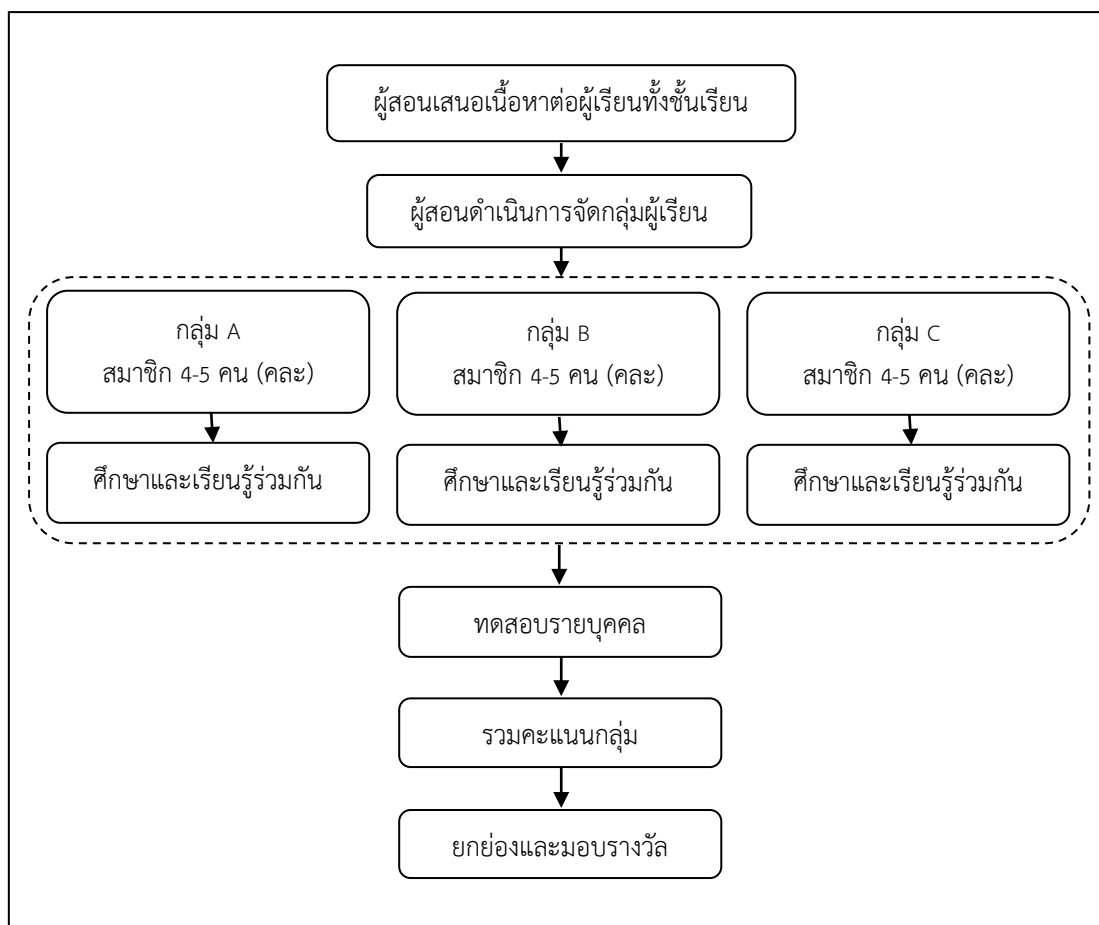 ผู้สอนเสนอเนื้อหาต่อผู้เรียนทั้งชั้นเรียน
ผู้สอนดำเนินการจัดกลุ่มผู้เรียน
กลุ่ม A
สมาชิก 4-5 คน (คละ)
กลุ่ม B
สมาชิก 4-5 คน (คละ)
กลุ่ม C
สมาชิก 4-5 คน (คละ)
ศึกษาและเรียนรู้ร่วมกัน
ศึกษาและเรียนรู้ร่วมกัน
ศึกษาและเรียนรู้ร่วมกัน
ทดสอบรายบุคคล
รวมคะแนนกลุ่ม
ยกย่องและมอบรางวัล